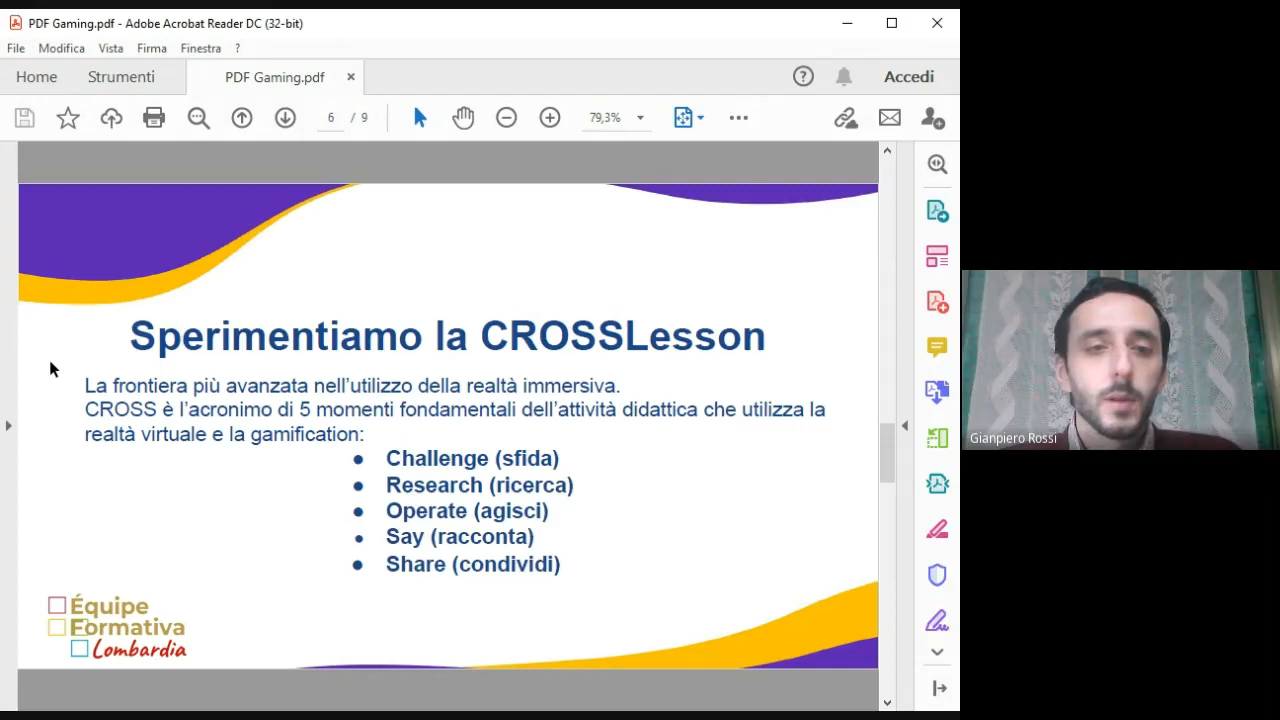 PDF Gaming.pdf - Adobe Acrobat Reader DC (32-bit)
File Modifica Vista Firma Finestra ?
Home Strumenti PDF Gaming.pdf × Accedi
6 / 9 79,3%
Sperimentiamo la CROSSLesson
La frontiera più avanzata nell'utilizzo della realtà immersiva.
CROSS è l'acronimo di 5 momenti fondamentali dell'attività didattica che utilizza la
realtà virtuale e la gamification:
● Challenge (sfida)
● Research (ricerca)
● Operate (agisci)
● Say (racconta)
● Share (condividi)
Équipe
Formativa
Lombardia
Gianpiero Rossi